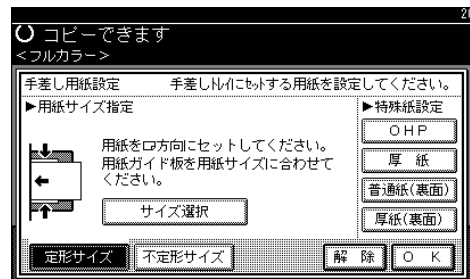 コピーできます
<フルカラー>
手差し用紙設定 手差しトレイにセットする用紙を設定してください。
▶用紙サイズ指定
用紙を方向にセットしてください。
用紙ガイド板を用紙サイズに合わせて
ください。
サイズ選択
▶特殊紙設定
OHP
厚 紙
普通紙(裏面)
厚紙(裏面)
定形サイズ
不定形サイズ
解 除
O K